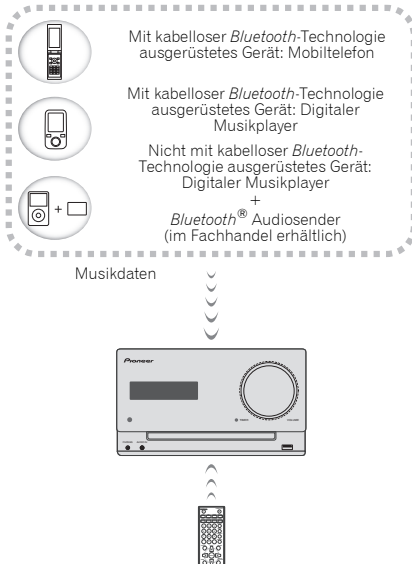 Mit kabelloser Bluetooth-Technologie
ausgerüstetes Gerät: Mobiltelefon
Mit kabelloser Bluetooth-Technologie
ausgerüstetes Gerät: Digitaler
Musikplayer
Nicht mit kabelloser Bluetooth-
Technologie ausgerüstetes Gerät:
Digitaler Musikplayer
+
+
Bluetooth® Audiosender
(im Fachhandel erhältlich)
Musikdaten
Pioneer